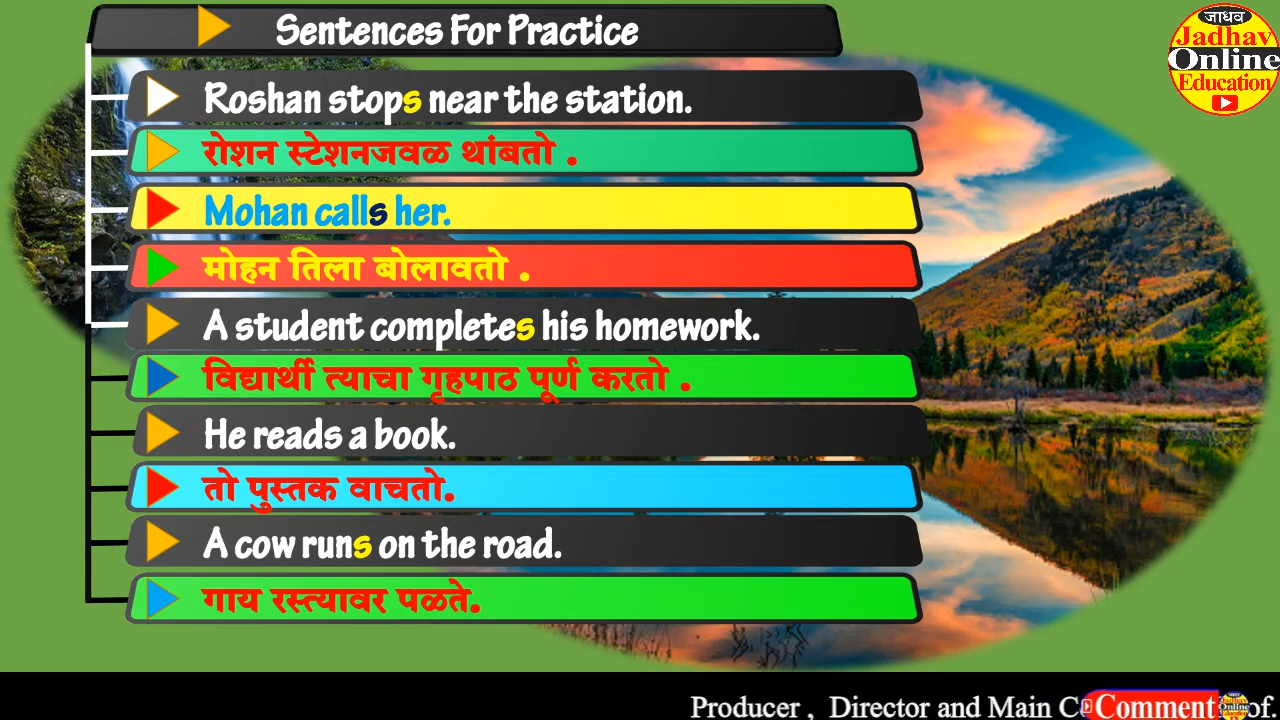 Sentences For Practice
जाधव
Jadhav
Online
Education
Roshan stops near the station.
रोशन स्टेशनजवळ थांबतो .
Mohan calls her.
मोहन तिला बोलावतो .
A student completes his homework.
विद्यार्थी त्याचा गृहपाठ पूर्ण करतो .
He reads a book.
तो पुस्तक वाचतो.
A cow runs on the road.
गाय रस्त्यावर पळते.
Producer , Director and Main Comment of.